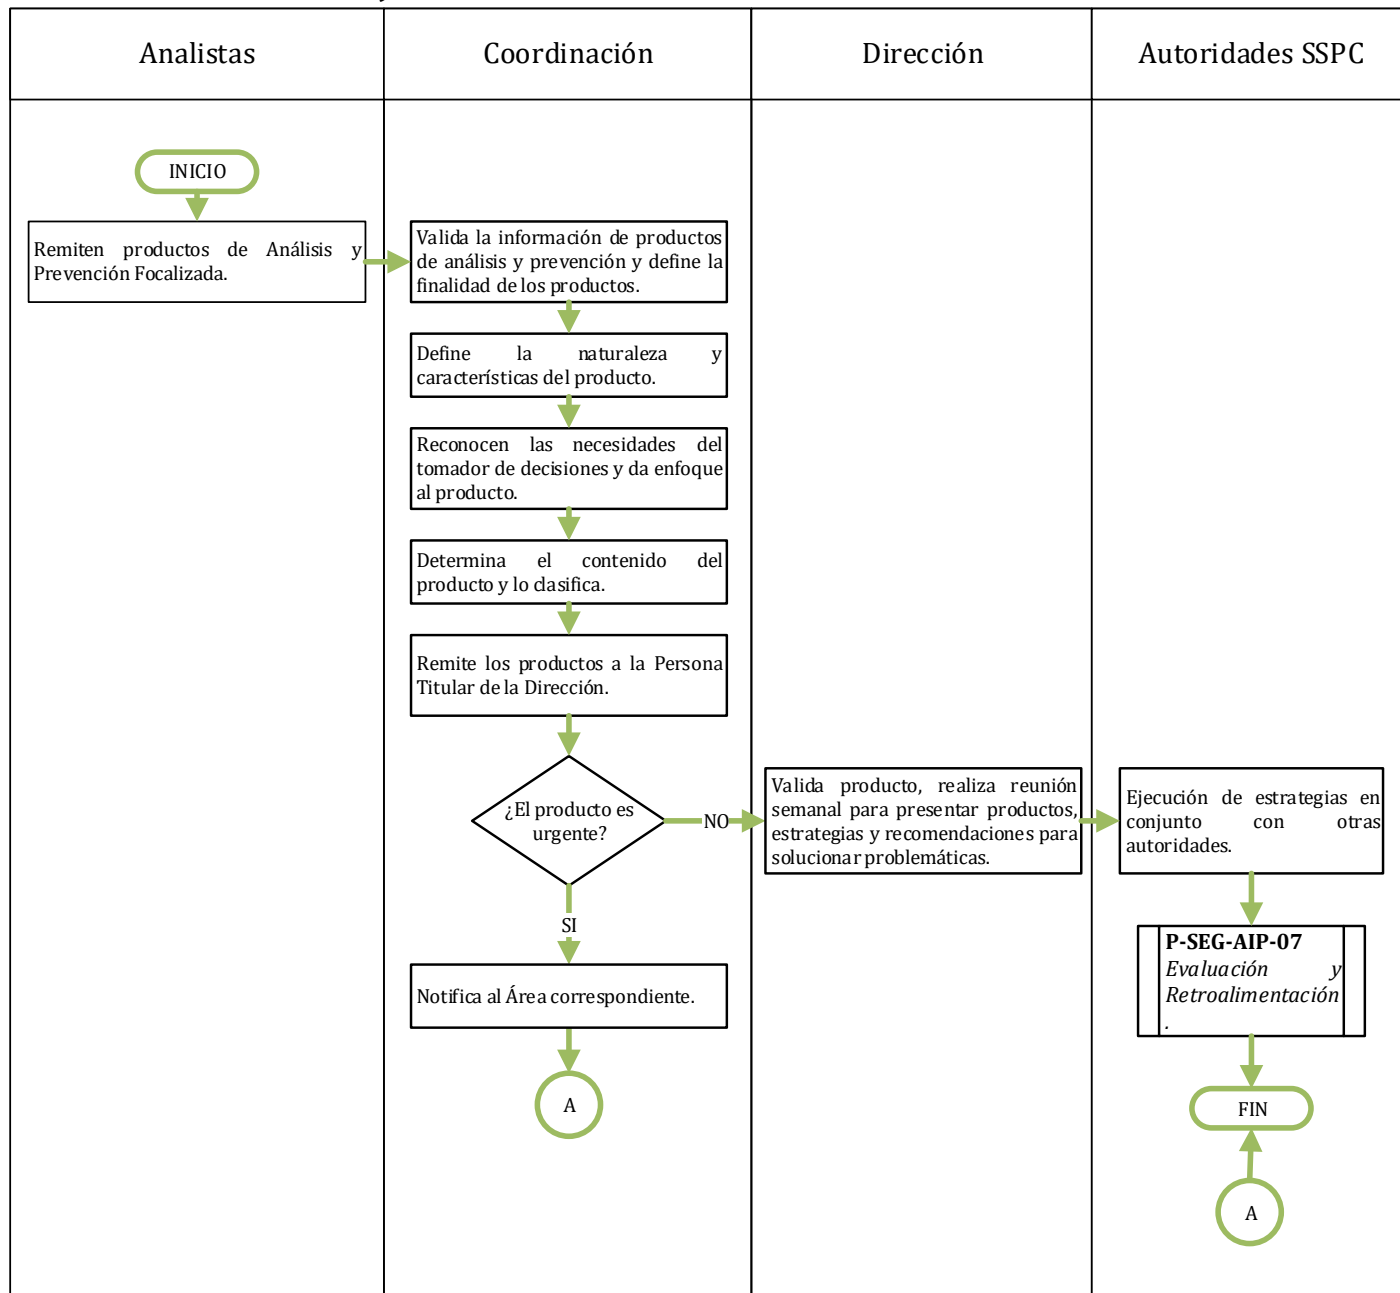 Analistas
Coordinación
Dirección
Autoridades SSPC
INICIO
Remiten productos de Análisis y
Prevención Focalizada.
Valida la información de productos
de análisis y prevención y define la
finalidad de los productos.
Define la naturaleza y
características del producto.
Reconocen las necesidades del
tomador de decisiones y da enfoque
al producto.
Determina el contenido del
producto y lo clasifica.
Remite los productos a la Persona
Titular de la Dirección.
¿El producto es
urgente?
NO
Valida producto, realiza reunión
semanal para presentar productos,
estrategias y recomendaciones para
solucionar problemáticas.
Ejecución de estrategias en
conjunto con otras
autoridades.
SI
Notifica al Área correspondiente.
A
P-SEG-AIP-07
Evaluación y
Retroalimentación
.
FIN
A